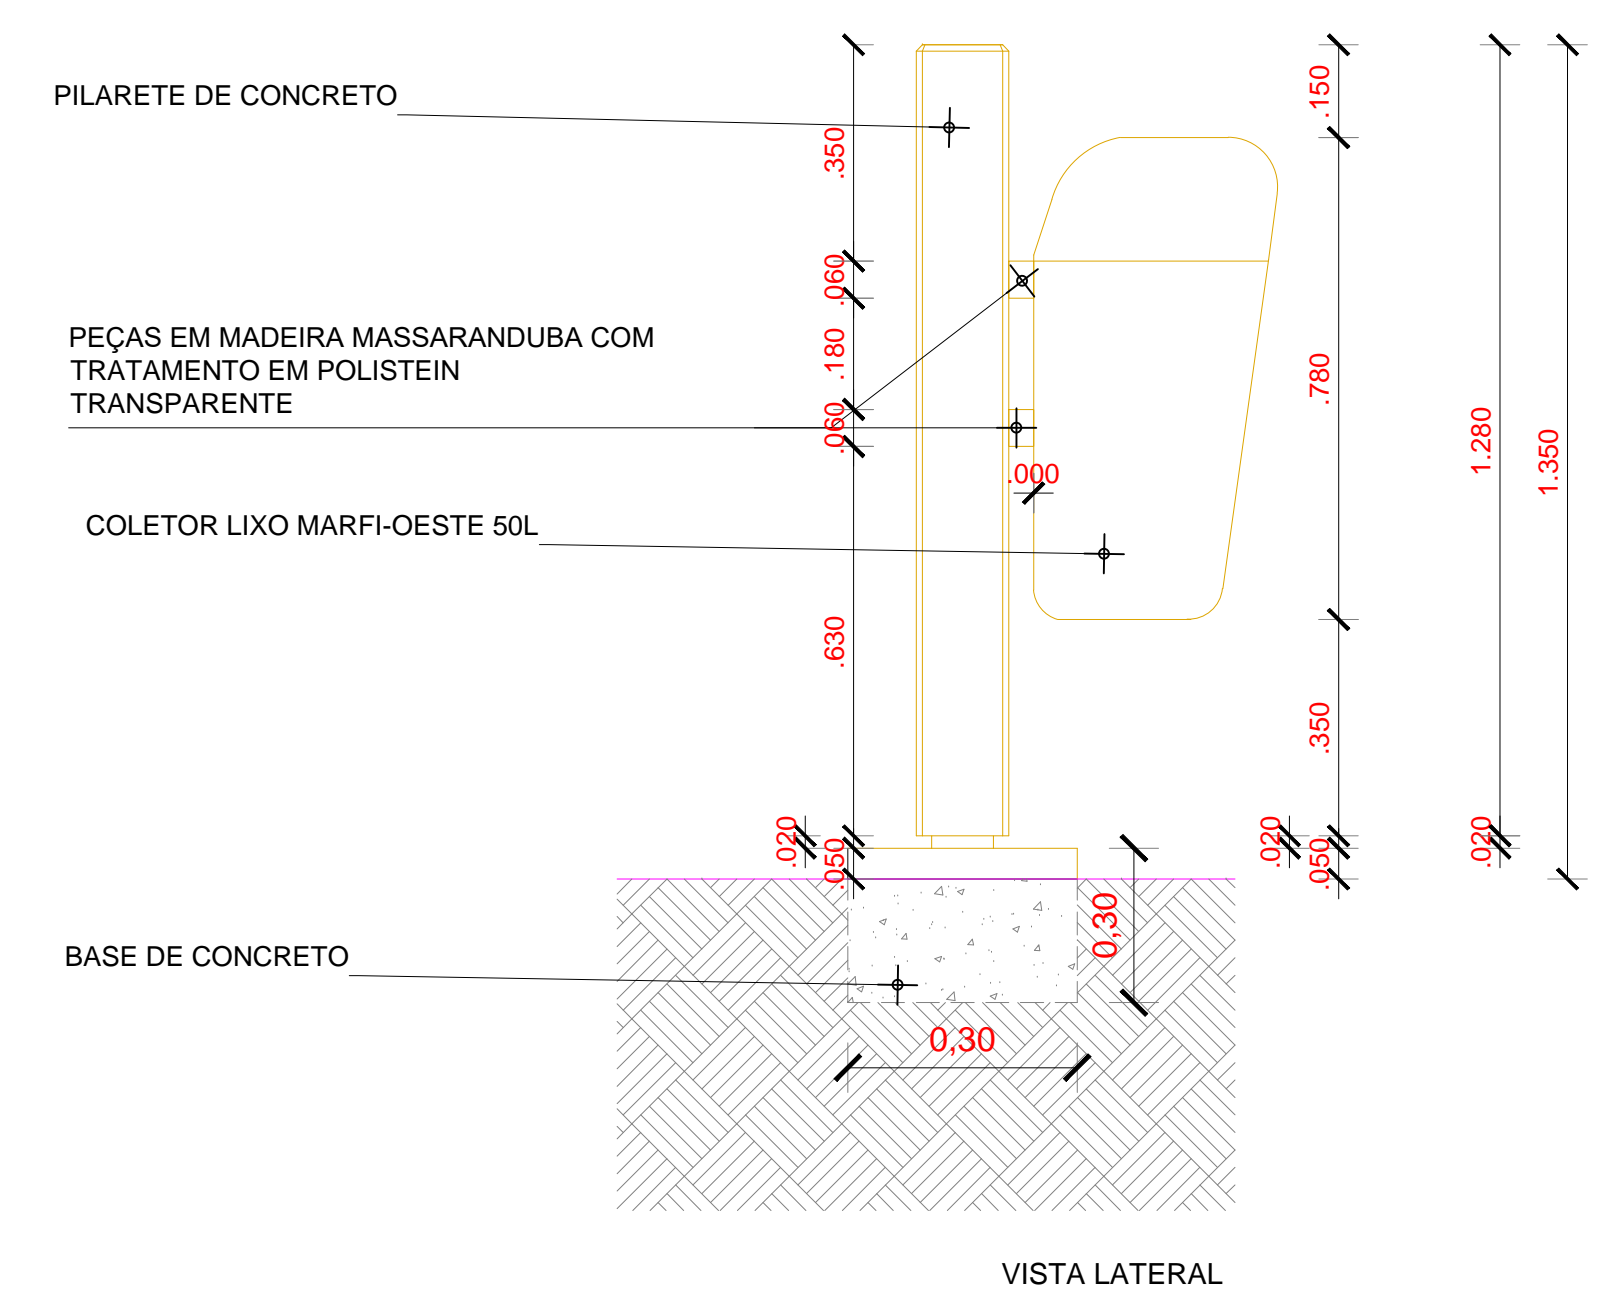 PILARETE DE CONCRETO
.350
.150
.060
PEÇAS EM MADEIRA MASSARANDUBA COM
TRATAMENTO EM POLISTEIN
TRANSPARENTE
.180
.780
.060
1.280
1.350
.000
COLETOR LIXO MARFI-OESTE 50L
.630
.350
.020
.050
.020
.050
.020
0,30
BASE DE CONCRETO
0,30
VISTA LATERAL